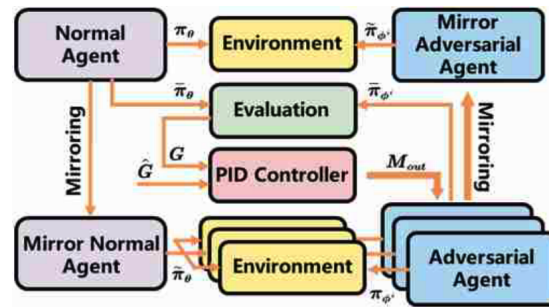 Normal
Agent
π_θ
Environment
π̃_ϕ'
Mirror
Adversarial
Agent
π̄_θ
Evaluation
π̄_ϕ'
Mirroring
Ĝ
G
PID Controller
M_out
Mirroring
Mirror Normal
Agent
π̃_θ
Environment
π_ϕ'
Adversarial
Agent